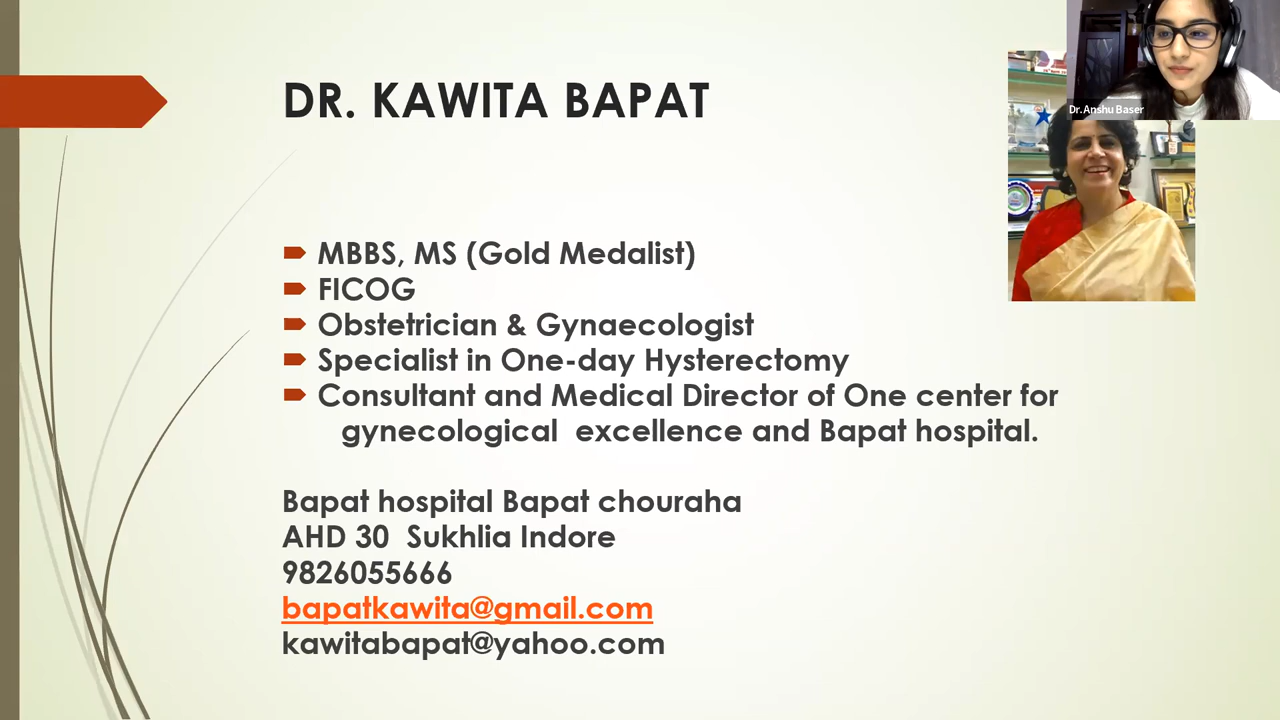 Dr. Anshu Baser
DR. KAWITA BAPAT
MBBS, MS (Gold Medalist)
FICOG
Obstetrician & Gynaecologist
Specialist in One-day Hysterectomy
Consultant and Medical Director of One center for
gynecological excellence and Bapat hospital.
Bapat hospital Bapat chouraha
AHD 30 Sukhlia Indore
9826055666
bapatkawita@gmail.com
kawitabapat@yahoo.com